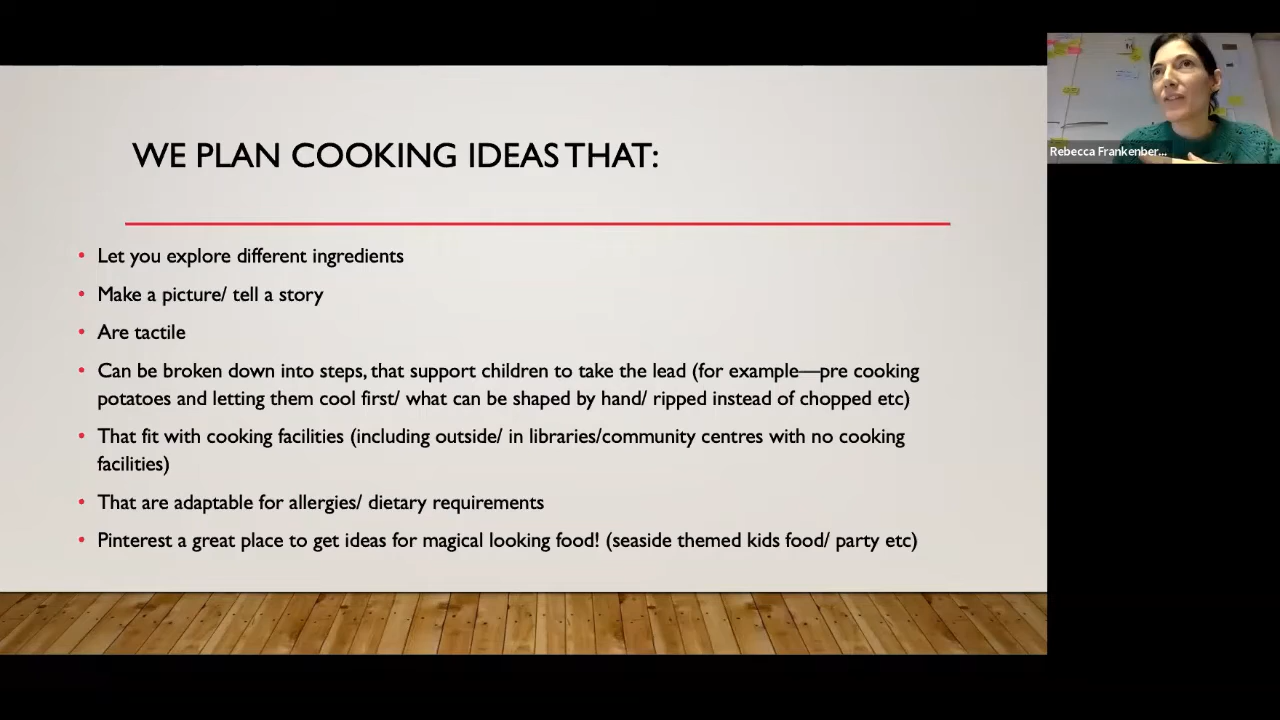 WE PLAN COOKING IDEAS THAT:
• Let you explore different ingredients
• Make a picture/ tell a story
• Are tactile
• Can be broken down into steps, that support children to take the lead (for example—pre cooking
potatoes and letting them cool first/ what can be shaped by hand/ ripped instead of chopped etc)
• That fit with cooking facilities (including outside/ in libraries/community centres with no cooking
facilities)
• That are adaptable for allergies/ dietary requirements
• Pinterest a great place to get ideas for magical looking food! (seaside themed kids food/ party etc)
Rebecca Frankenber...